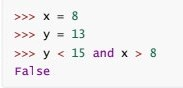 >>> x = 8
>>> y = 13
>>> y < 15 and x > 8
False